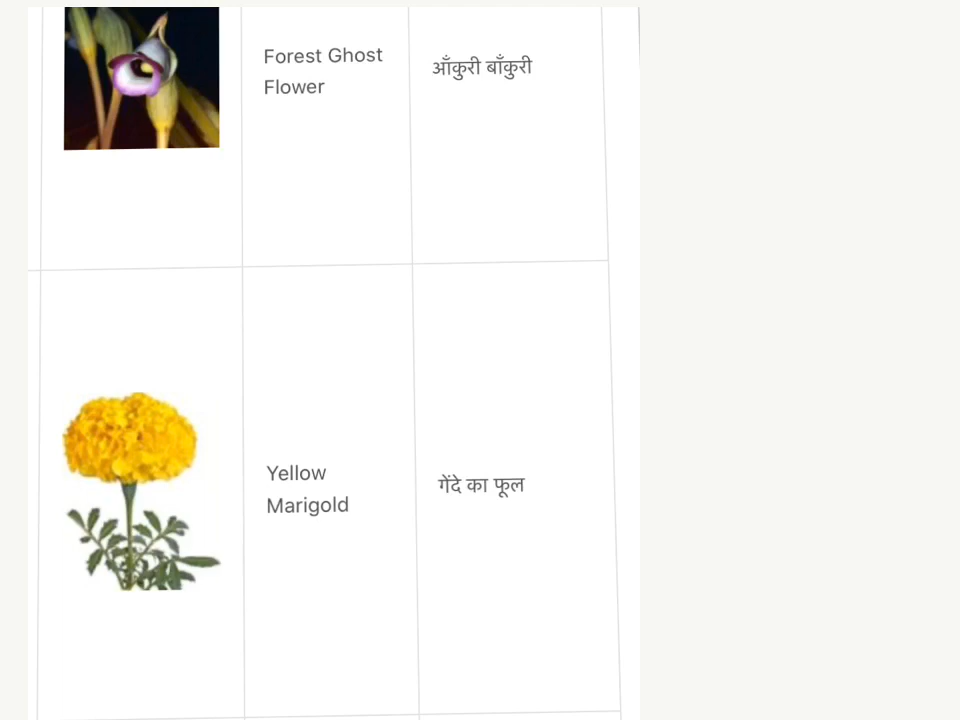 Forest Ghost
Flower
आँकुरी बाँकुरी
Yellow
Marigold
गेंदे का फूल